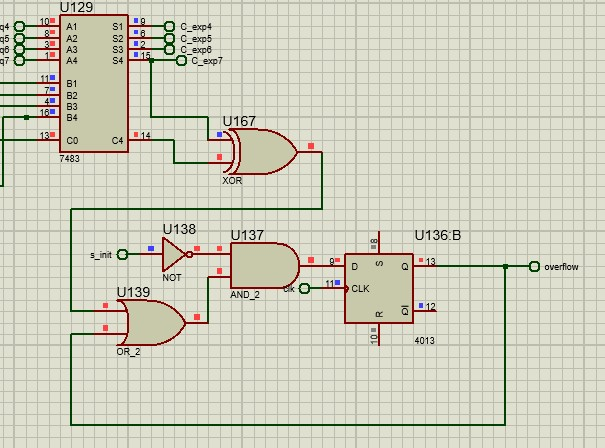 U129
q4 10 A1 S1 9 C_exp4
q5 8 A2 S2 6 C_exp5
q6 3 A3 S3 2 C_exp6
q7 1 A4 S4 15 C_exp7
11 B1
7 B2
4 B3
16 B4
13 C0 C4 14
7483
U167
XOR
U138
s_init
NOT
U137
AND_2
U139
OR_2
U136:B
8 S
9 D Q 13 overflow
clk 11 CLK
R Q 12
10
4013